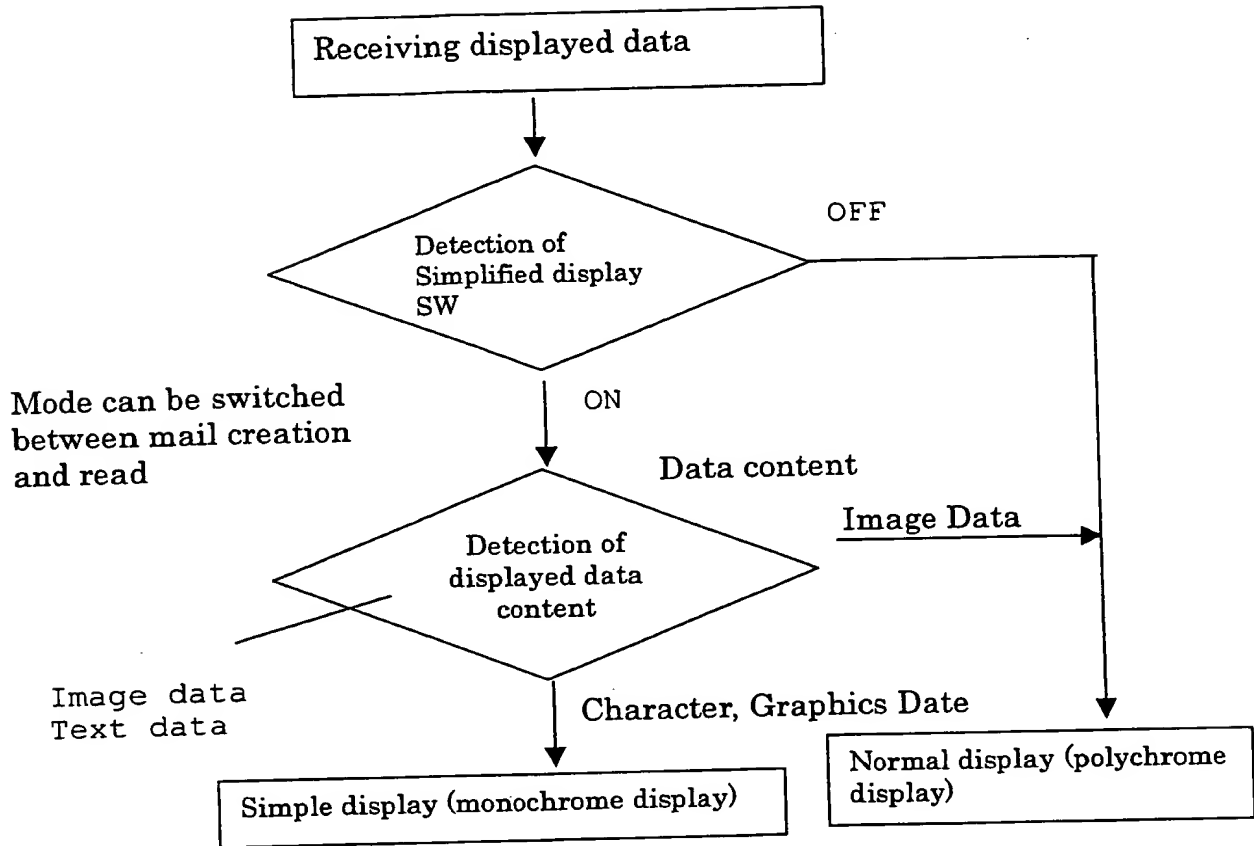 Receiving displayed data
OFF
Detection of
Simplified display
SW
ON
Mode can be switched
between mail creation
and read
Data content
Image Data
Detection of
displayed data
content
Image data
Text data
Character, Graphics Date
Normal display (polychrome
display)
Simple display (monochrome display)